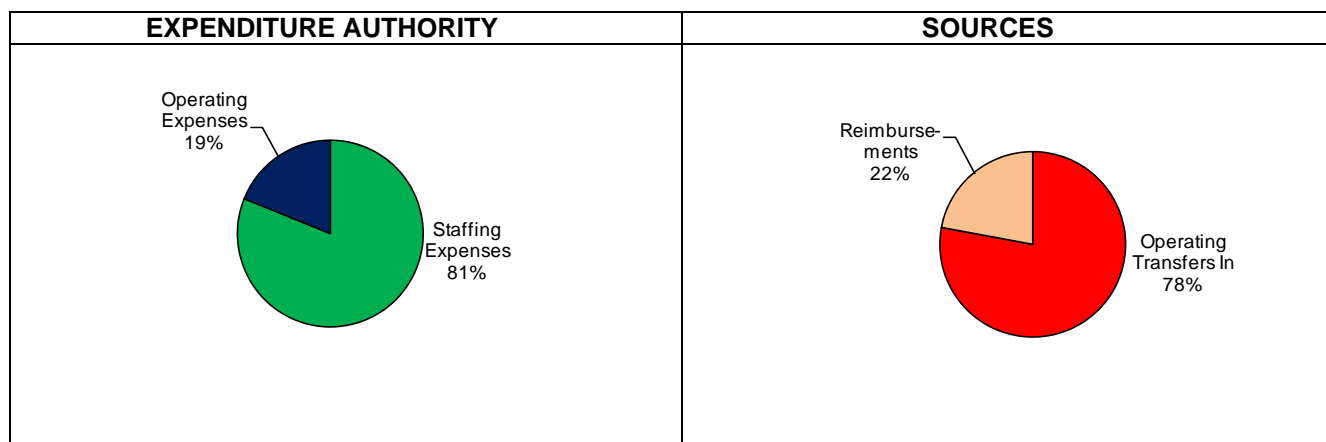 EXPENDITURE AUTHORITY
SOURCES
Operating
Expenses
19%
Staffing
Expenses
81%
Reimburse-
ments
22%
Operating
Transfers In
78%